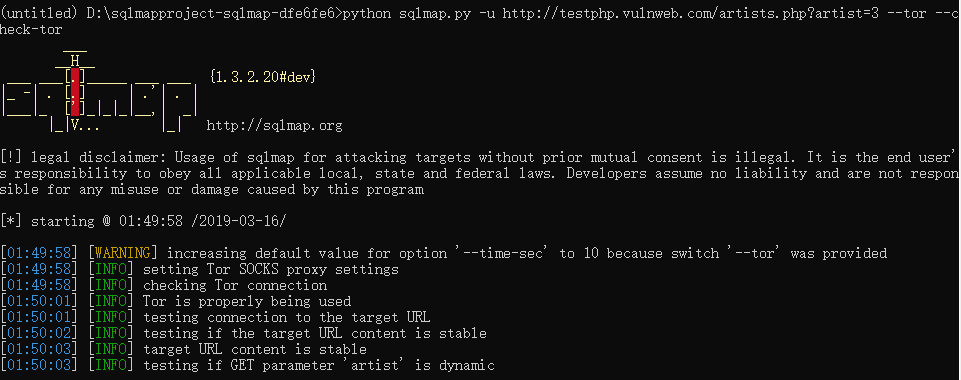 (untitled) D:\sqlmapproject-sqlmap-dfe6fe6>python sqlmap.py -u http://testphp.vulnweb.com/artists.php?artist=3 --tor --c
heck-tor
        ___
       __H__
 ___ ___[.]_____ ___ ___  {1.3.2.20#dev}
|_ -| . [.]     | .'| . |
|___|_  [']_|_|_|__,|  _|
      |_|V...       |_|   http://sqlmap.org
[!] legal disclaimer: Usage of sqlmap for attacking targets without prior mutual consent is illegal. It is the end user'
s responsibility to obey all applicable local, state and federal laws. Developers assume no liability and are not respon
sible for any misuse or damage caused by this program
[*] starting @ 01:49:58 /2019-03-16/
[01:49:58] [WARNING] increasing default value for option '--time-sec' to 10 because switch '--tor' was provided
[01:49:58] [INFO] setting Tor SOCKS proxy settings
[01:49:58] [INFO] checking Tor connection
[01:50:01] [INFO] Tor is properly being used
[01:50:01] [INFO] testing connection to the target URL
[01:50:02] [INFO] testing if the target URL content is stable
[01:50:03] [INFO] target URL content is stable
[01:50:03] [INFO] testing if GET parameter 'artist' is dynamic